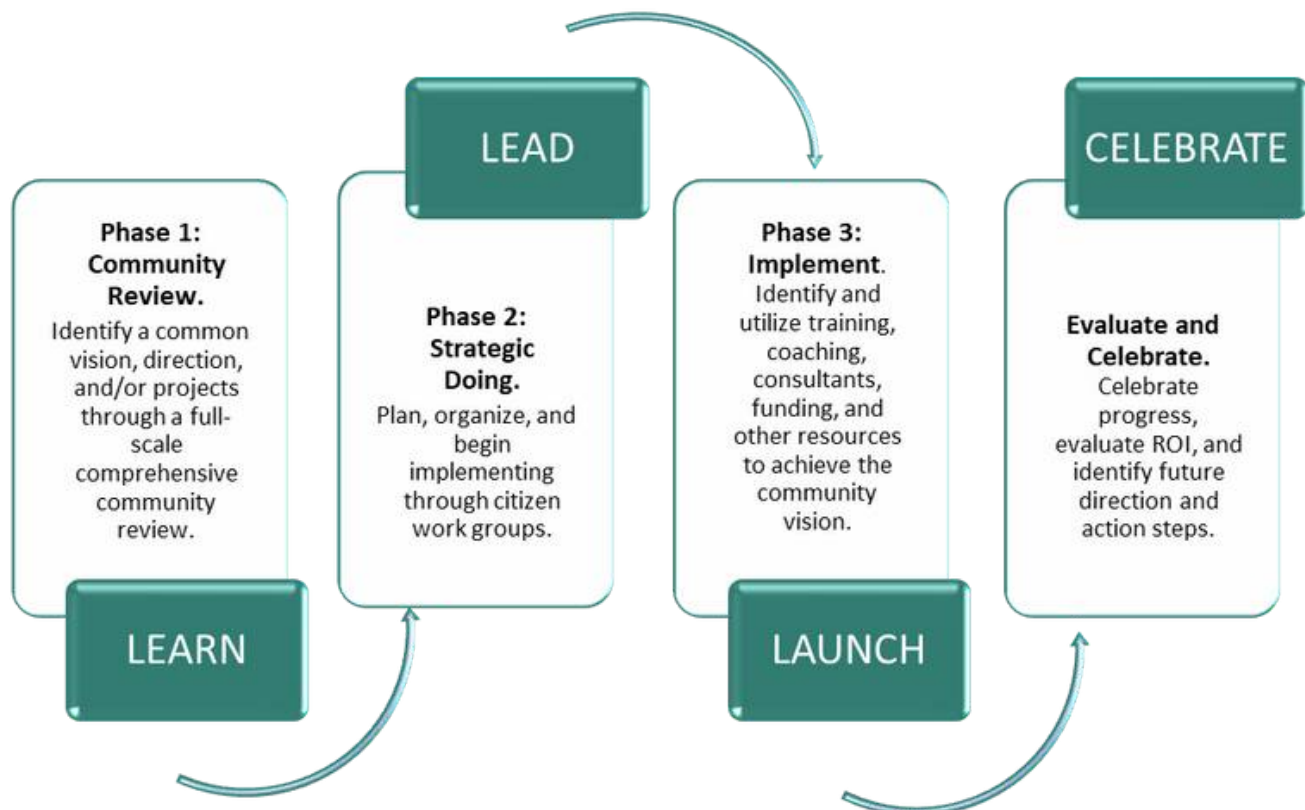 Phase 1:
Community
Review.
Identify a common
vision, direction,
and/or projects
through a full-
scale
comprehensive
community
review.
LEARN
LEAD
Phase 2:
Strategic
Doing.
Plan, organize, and
begin
implementing
through citizen
work groups.
Phase 3:
Implement.
Identify and
utilize training,
coaching,
consultants,
funding, and
other resources
to achieve the
community
vision.
LAUNCH
CELEBRATE
Evaluate and
Celebrate.
Celebrate
progress,
evaluate ROI, and
identify future
direction and
action steps.